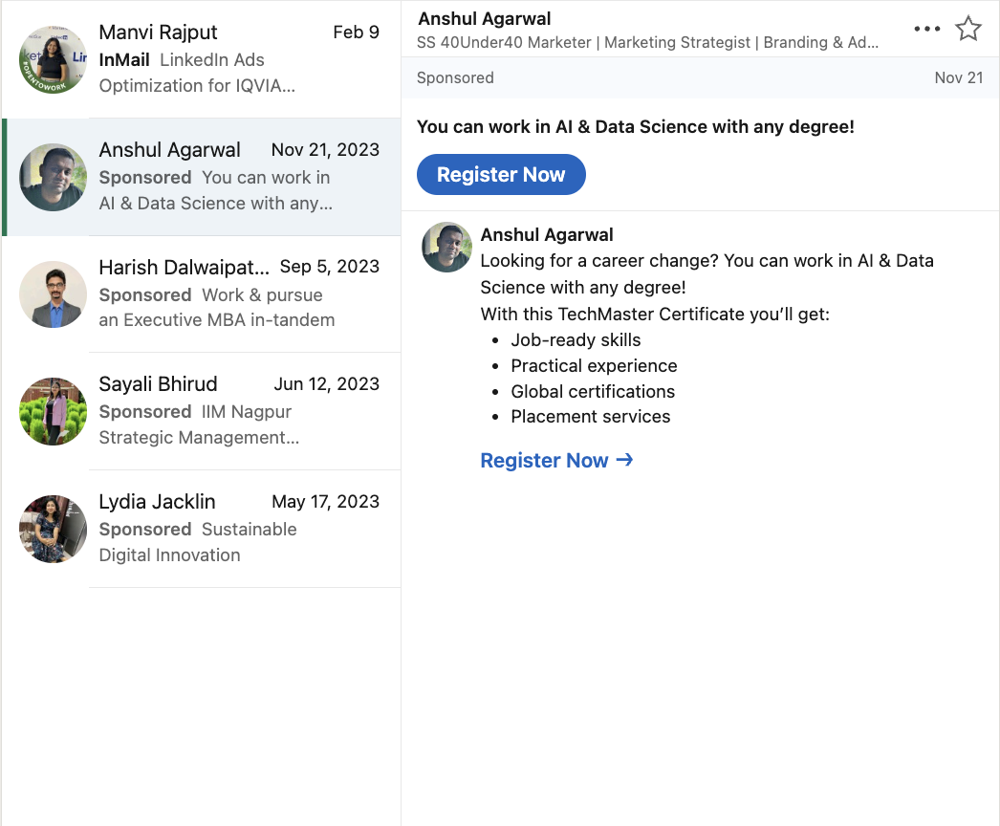 Manvi Rajput Feb 9
InMail LinkedIn Ads
Optimization for IQVIA...
#OPENTOWORK
Anshul Agarwal Nov 21, 2023
Sponsored You can work in
AI & Data Science with any...
Harish Dalwaipat... Sep 5, 2023
Sponsored Work & pursue
an Executive MBA in-tandem
Sayali Bhirud Jun 12, 2023
Sponsored IIM Nagpur
Strategic Management...
Lydia Jacklin May 17, 2023
Sponsored Sustainable
Digital Innovation
Anshul Agarwal
SS 40Under40 Marketer | Marketing Strategist | Branding & Ad...
Sponsored Nov 21
You can work in AI & Data Science with any degree!
Register Now
Anshul Agarwal
Looking for a career change? You can work in AI & Data
Science with any degree!
With this TechMaster Certificate you’ll get:
• Job-ready skills
• Practical experience
• Global certifications
• Placement services
Register Now →